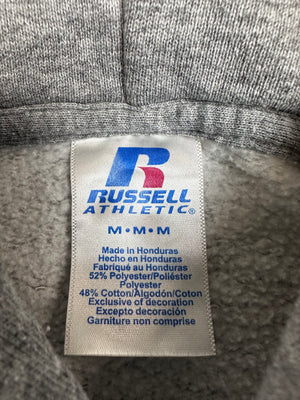 RUSSELL
ATHLETIC®
M•M•M
Made in Honduras
Hecho en Honduras
Fabriqué au Honduras
52% Polyester/Poliéster
Polyester
48% Cotton/Algodón/Coton
Exclusive of decoration
Excepto decoración
Garniture non comprise